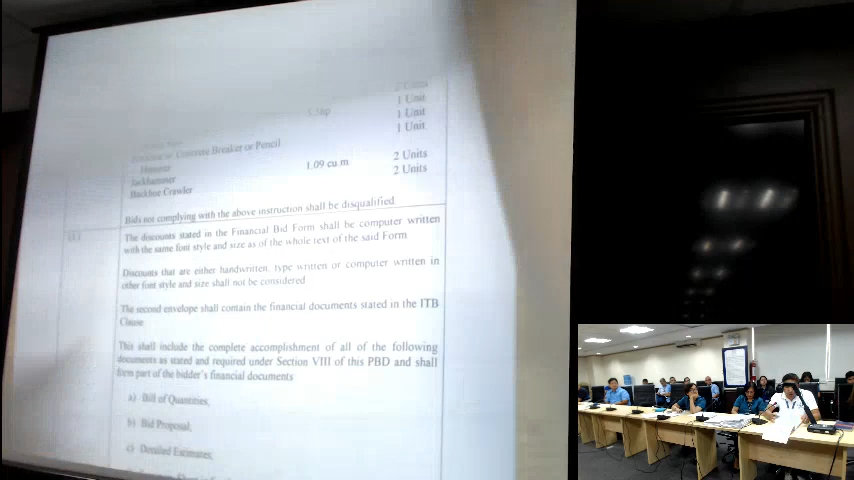 2 Units
1 Unit
1 Unit
1 Unit
Concrete Breaker or Pencil
Hammer
Jackhammer 1.09 cu.m 2 Units
Backhoe Crawler 2 Units
Bids not complying with the above instruction shall be disqualified
The discounts stated in the Financial Bid Form shall be computer written
with the same font style and size as of the whole text of the said Form
Discounts that are either handwritten, type written or computer written in
other font style and size shall not be considered
The second envelope shall contain the financial documents stated in the ITB
Clause
This shall include the complete accomplishment of all of the following
documents as stated and required under Section VIII of this PBD and shall
form part of the bidder's financial documents
a) Bill of Quantities;
b) Bid Proposal;
c) Detailed Estimates;